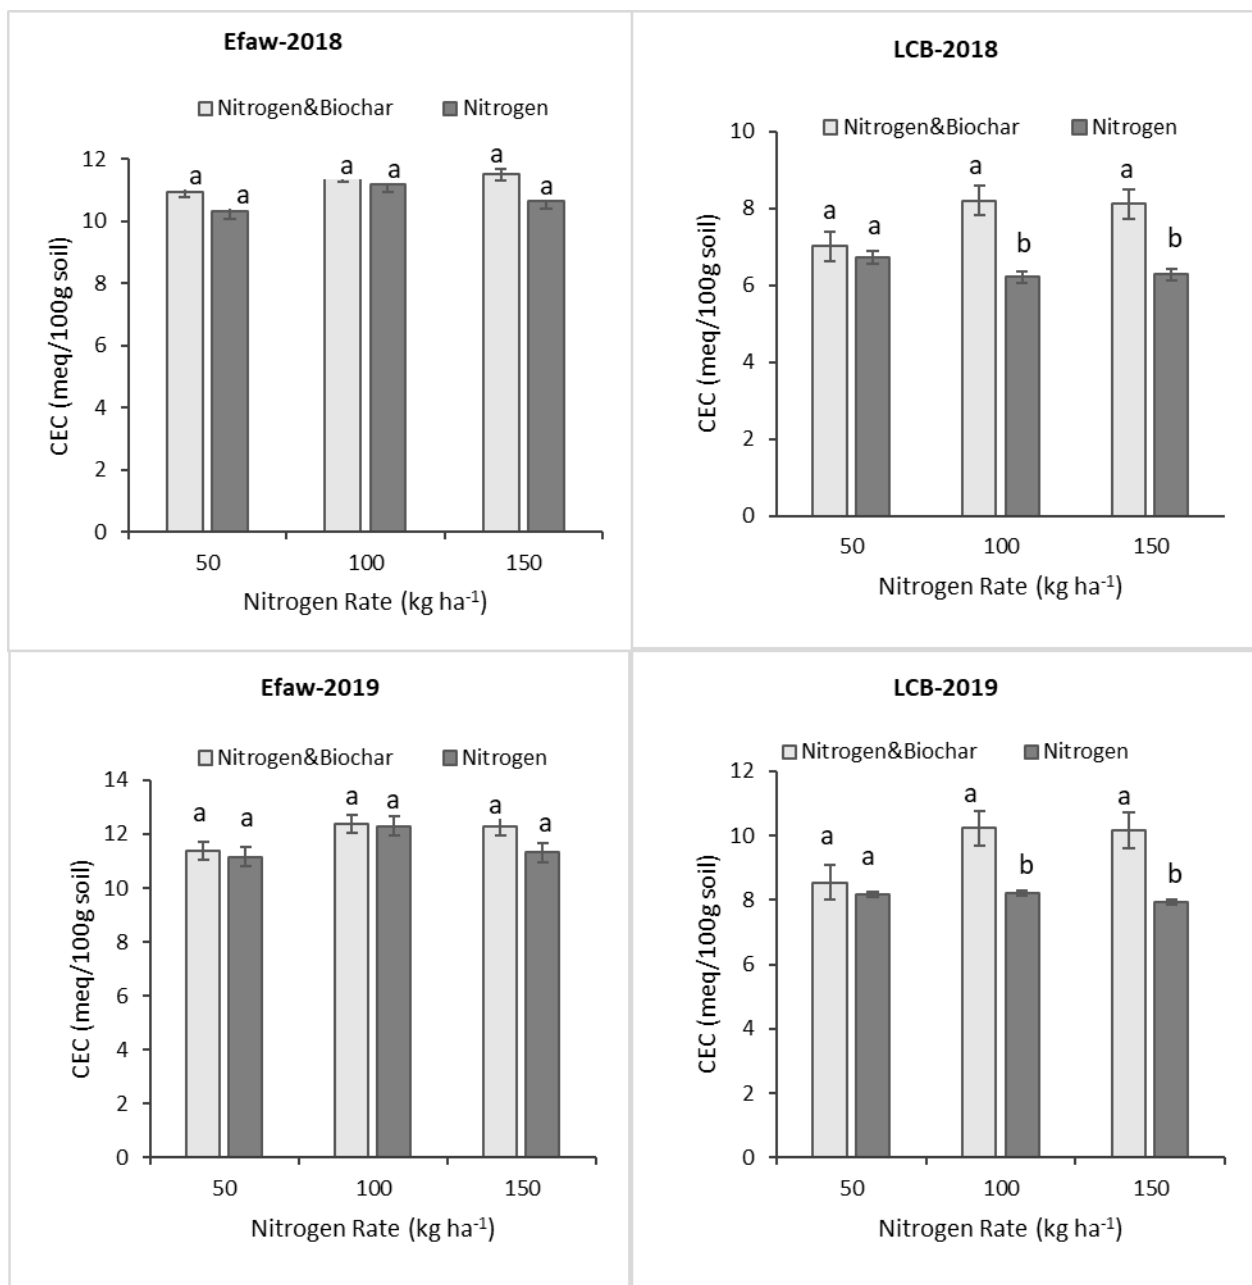 Efaw-2018
Nitrogen&Biochar Nitrogen
12
10
8
6
4
2
0
CEC (meq/100g soil)
a a a a a a
50 100 150
Nitrogen Rate (kg ha-1)
LCB-2018
Nitrogen&Biochar Nitrogen
10
8
6
4
2
0
CEC (meq/100g soil)
a a a b a b
50 100 150
Nitrogen Rate (kg ha-1)
Efaw-2019
Nitrogen&Biochar Nitrogen
14
12
10
8
6
4
2
0
CEC (meq/100g soil)
a a a a a a
50 100 150
Nitrogen Rate (kg ha-1)
LCB-2019
Nitrogen&Biochar Nitrogen
12
10
8
6
4
2
0
CEC (meq/100g soil)
a a a b a b
50 100 150
Nitrogen Rate (kg ha-1)